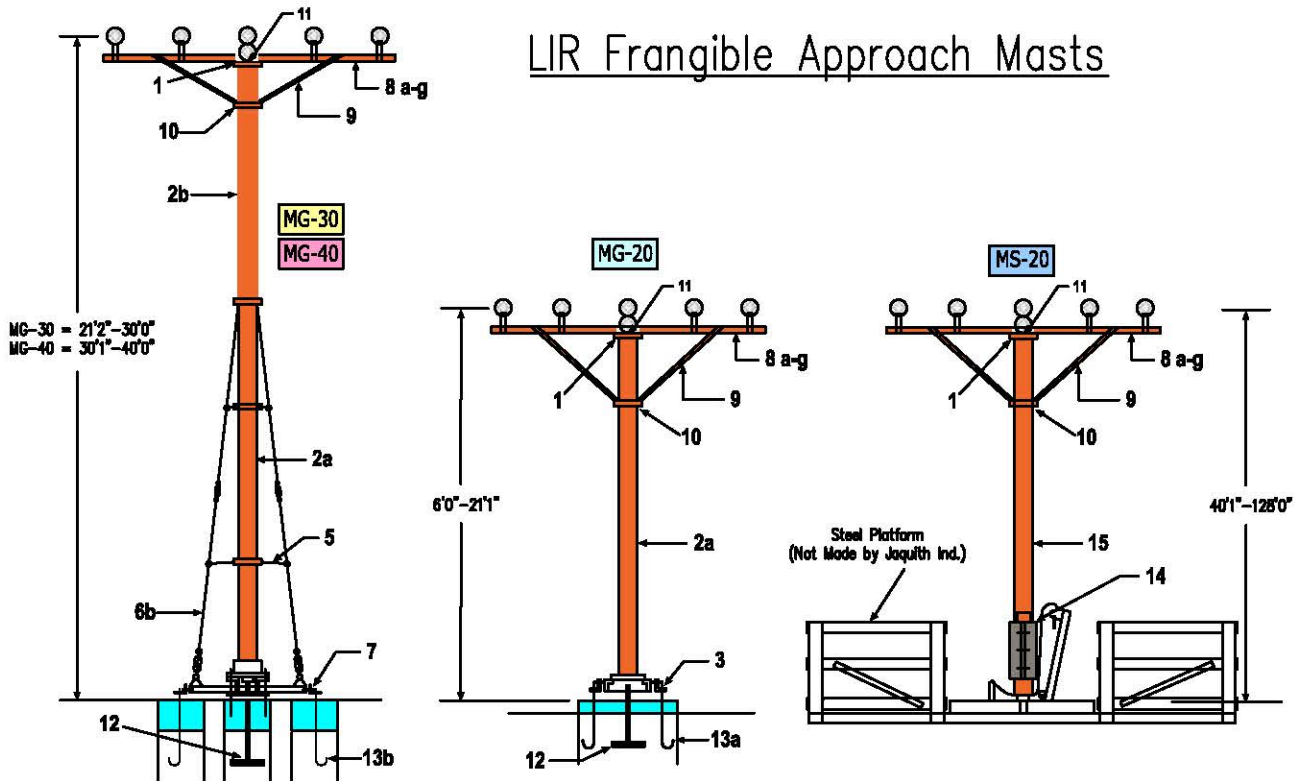 LIR Frangible Approach Masts
11
1
8 a-g
9
10
2b
MG-30
MG-40
MG-30 = 21'2"-30'0"
MG-40 = 30'1"-40'0"
2a
5
6b
7
12
13b
MG-20
11
1
8 a-g
9
10
6'0"-21'1"
2a
3
12
13a
MS-20
11
1
8 a-g
9
10
40'1"-128'0"
Steel Platform
(Not Made by Jaquith Ind.)
15
14